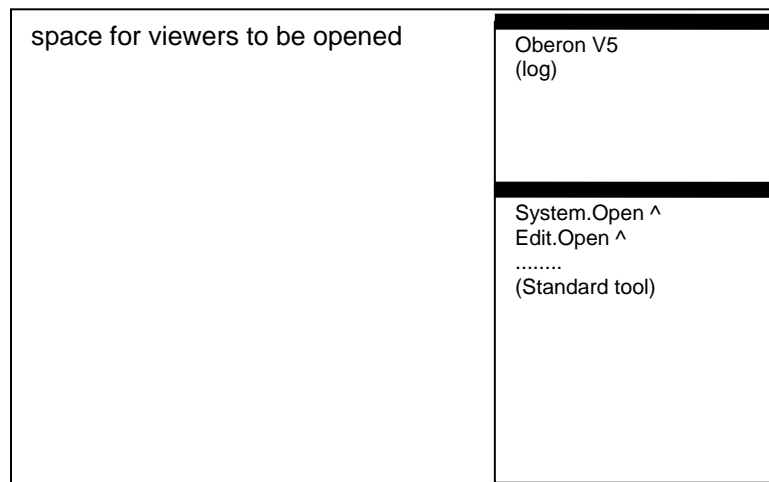 space for viewers to be opened
Oberon V5
(log)
System.Open ^
Edit.Open ^
........
(Standard tool)